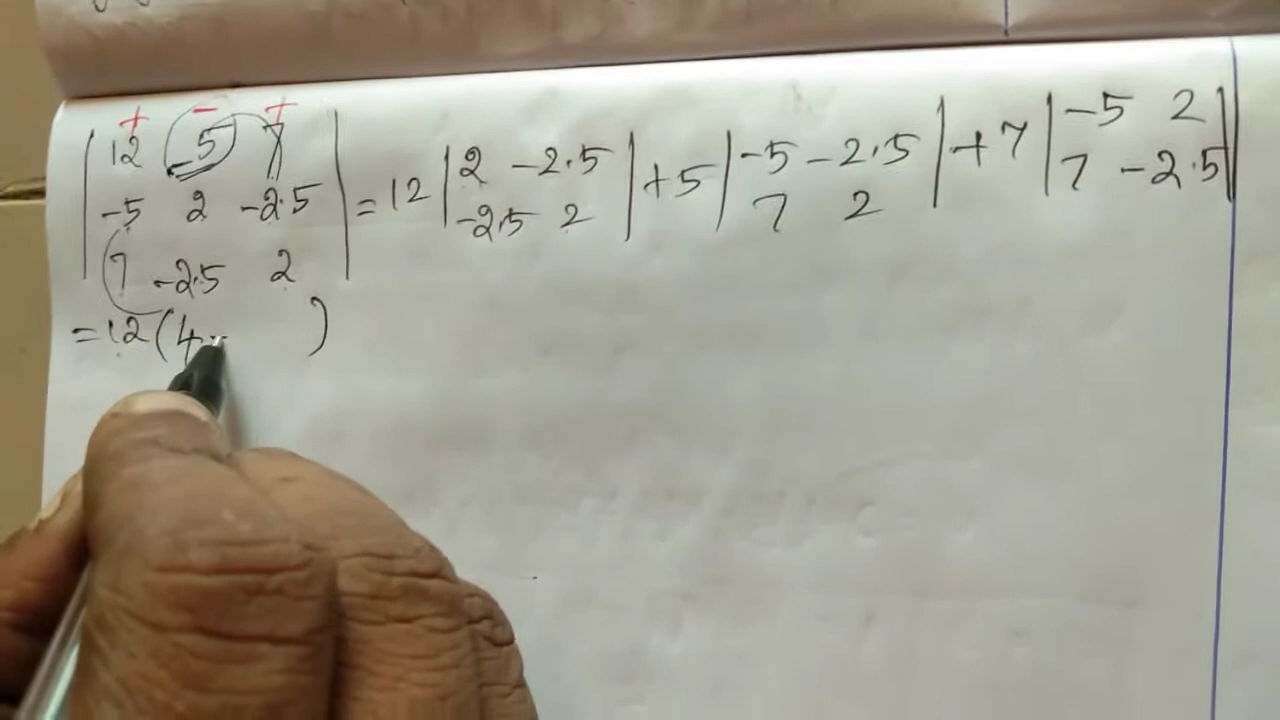 + - +
| 12 -5 7 | = 12 | 2 -2.5 | +5 | -5 -2.5 | +7 | -5 2 |
| -5 2 -2.5 | | -2.5 2 | | 7 2 | | 7 -2.5 |
| 7 -2.5 2 |
= 12 ( 4 - )